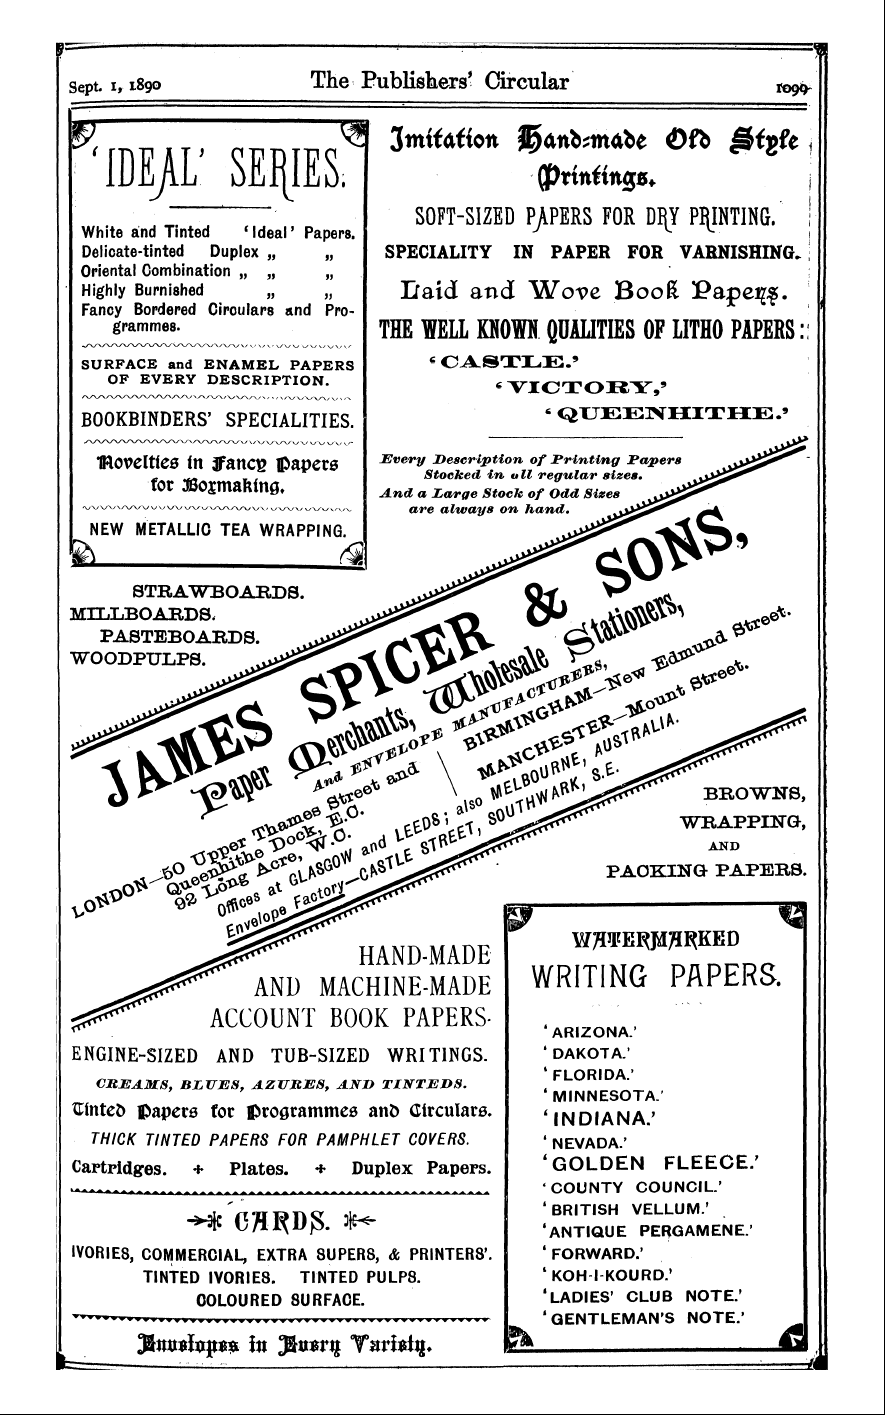 Sept. 1, 1890
The Publishers' Circular
1099
'IDEAL' SERIES.
White and Tinted 'Ideal' Papers.
Delicate-tinted Duplex „ „
Oriental Combination „ „ „
Highly Burnished „ „
Fancy Bordered Circulars and Pro-
grammes.
SURFACE and ENAMEL PAPERS
OF EVERY DESCRIPTION.
BOOKBINDERS' SPECIALITIES.
Novelties in Fancy Papers
for Boxmaking.
NEW METALLIC TEA WRAPPING.
Imitation Hand-made Old Style
Printings.
SOFT-SIZED PAPERS FOR DRY PRINTING.
SPECIALITY IN PAPER FOR VARNISHING.
Laid and Wove Book Papers.
THE WELL KNOWN QUALITIES OF LITHO PAPERS:
'CASTLE.'
'VICTORY,'
'QUEENHITHE.'
Every Description of Printing Papers
Stocked in all regular sizes.
And a Large Stock of Odd Sizes
are always on hand.
STRAWBOARDS.
MILLBOARDS.
PASTEBOARDS.
WOODPULPS.
JAMES SPICER & SONS,
Paper Merchants, Wholesale Stationers,
And ENVELOPE MANUFACTURERS,
LONDON—50 Upper Thames Street and
Queenhithe Dock, E.C.
92 Long Acre, W.C.
BIRMINGHAM—New Edmund Street.
MANCHESTER—Mount Street.
Offices at GLASGOW and LEEDS; also MELBOURNE, AUSTRALIA.
Envelope Factory—CASTLE STREET, SOUTHWARK, S.E.
BROWNS,
WRAPPING,
AND
PACKING PAPERS.
HAND-MADE
AND MACHINE-MADE
ACCOUNT BOOK PAPERS.
ENGINE-SIZED AND TUB-SIZED WRITINGS.
CREAMS, BLUES, AZURES, AND TINTEDS.
Tinted Papers for Programmes and Circulars.
THICK TINTED PAPERS FOR PAMPHLET COVERS.
Cartridges. + Plates. + Duplex Papers.
CARDS.
IVORIES, COMMERCIAL, EXTRA SUPERS, & PRINTERS'.
TINTED IVORIES. TINTED PULPS.
COLOURED SURFACE.
Envelopes in Every Variety.
WATERMARKED
WRITING PAPERS.
'ARIZONA.'
'DAKOTA.'
'FLORIDA.'
'MINNESOTA.'
'INDIANA.'
'NEVADA.'
'GOLDEN FLEECE.'
'COUNTY COUNCIL.'
'BRITISH VELLUM.'
'ANTIQUE PERGAMENE.'
'FORWARD.'
'KOH-I-KOURD.'
'LADIES' CLUB NOTE.'
'GENTLEMAN'S NOTE.'